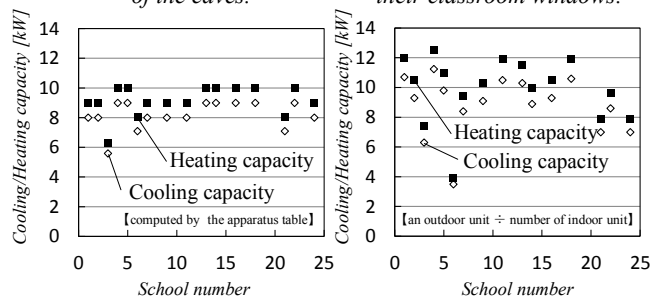 of the eaves.
their classroom windows.
Cooling/Heating capacity [kW]
14
12
10
8
6
4
2
0
Heating capacity
Cooling capacity
【computed by the apparatus table】
0
5
10
15
20
25
School number
Cooling/Heating capacity [kW]
14
12
10
8
6
4
2
0
Heating capacity
Cooling capacity
【an outdoor unit ÷ number of indoor unit】
0
5
10
15
20
25
School number